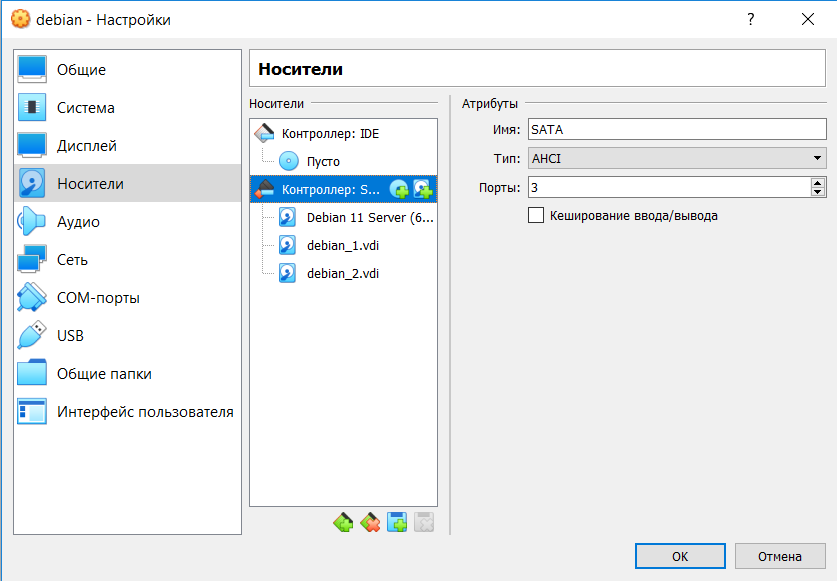 debian - Настройки
?
Общие
Система
Дисплей
Носители
Аудио
Сеть
COM-порты
USB
Общие папки
Интерфейс пользователя
Носители
Носители
Контроллер: IDE
Пусто
Контроллер: S...
Debian 11 Server (6...
debian_1.vdi
debian_2.vdi
Атрибуты
Имя: SATA
Тип: AHCI
Порты: 3
Кеширование ввода/вывода
OK
Отмена